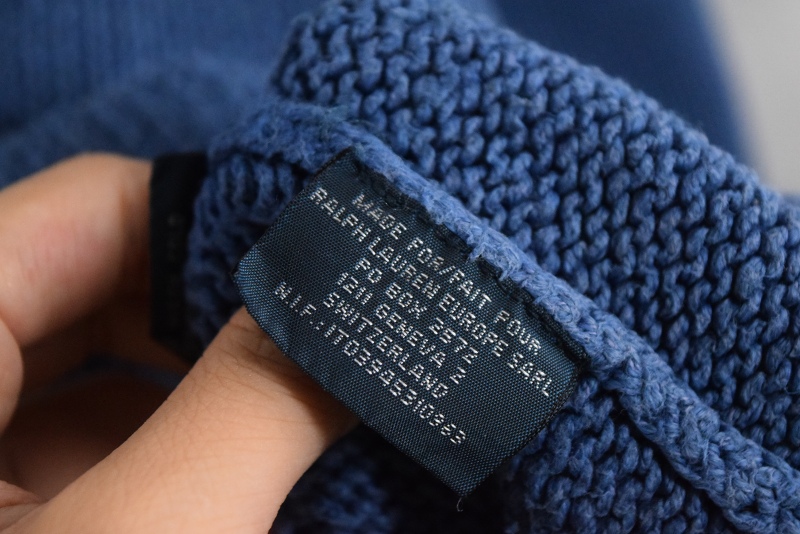 MADE FOR/FAIT POUR
RALPH LAUREN EUROPE SARL
PO BOX 2572
1211 GENEVA 2
SWITZERLAND
N.I.F.:IT03945310963